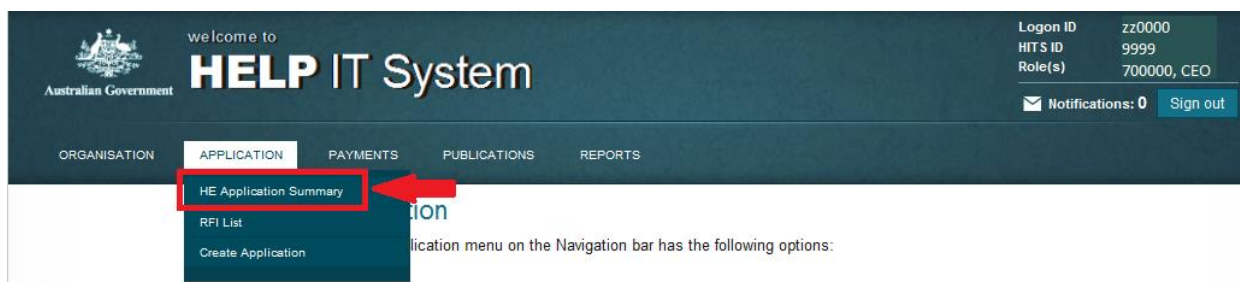 Australian Government
welcome to
HELP IT System
Logon ID zz0000
HITS ID 9999
Role(s) 700000, CEO
Notifications: 0 Sign out
ORGANISATION APPLICATION PAYMENTS PUBLICATIONS REPORTS
HE Application Summary
RFI List
Create Application
tion
lication menu on the Navigation bar has the following options: